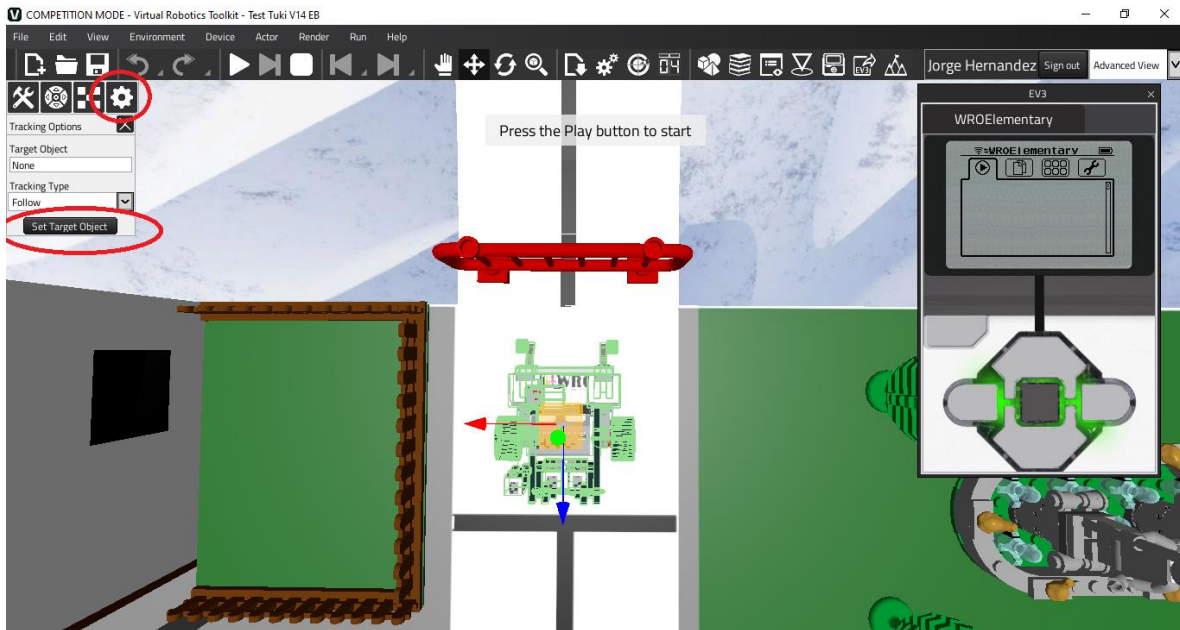 COMPETITION MODE - Virtual Robotics Toolkit - Test Tuki V14 EB
File Edit View Environment Device Actor Render Run Help
EV3
Jorge Hernandez Sign out Advanced View
Tracking Options
Target Object
None
Tracking Type
Follow
Set Target Object
Press the Play button to start
WRO
EV3
WROElementary
WROElementary